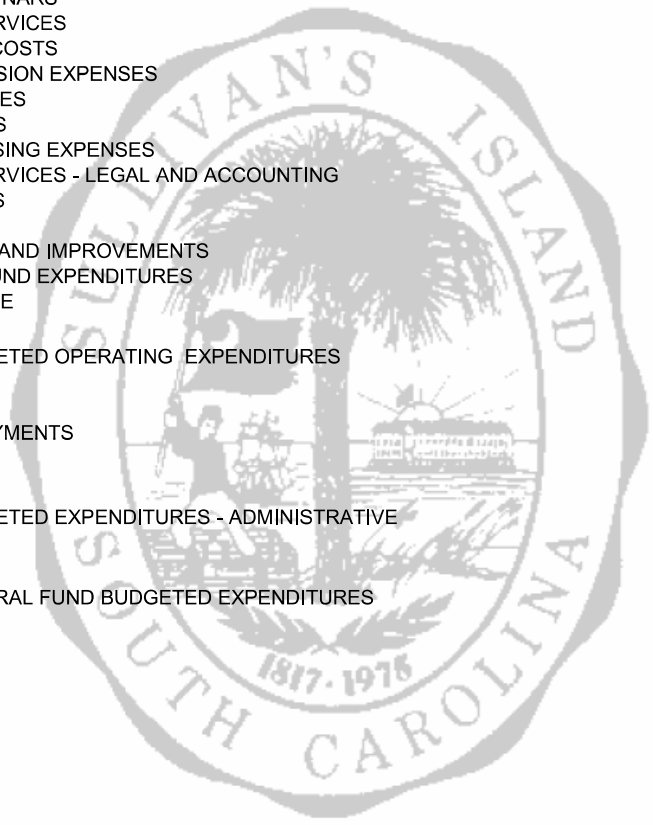 NARS
RVICES
COSTS
SION EXPENSES
ES
S
SING EXPENSES
RVICES - LEGAL AND ACCOUNTING
S
AND IMPROVEMENTS
UND EXPENDITURES
E
ETED OPERATING EXPENDITURES
YMENTS
ETED EXPENDITURES - ADMINISTRATIVE
RAL FUND BUDGETED EXPENDITURES
SULLIVAN'S ISLAND
1817 - 1975
SOUTH CAROLINA